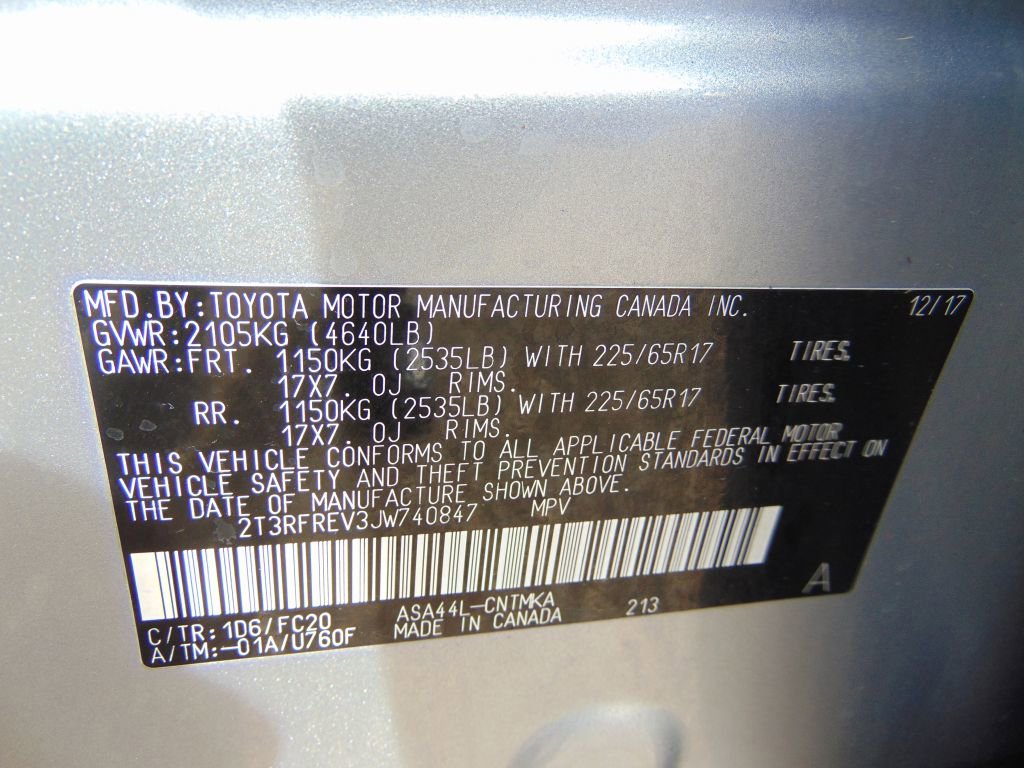 MFD.BY:TOYOTA MOTOR MANUFACTURING CANADA INC. 12/17
GVWR:2105KG (4640LB)
GAWR:FRT. 1150KG (2535LB) WITH 225/65R17 TIRES.
17X7.0J RIMS.
RR. 1150KG (2535LB) WITH 225/65R17 TIRES.
17X7.0J RIMS.
THIS VEHICLE CONFORMS TO ALL APPLICABLE FEDERAL MOTOR
VEHICLE SAFETY AND THEFT PREVENTION STANDARDS IN EFFECT ON
THE DATE OF MANUFACTURE SHOWN ABOVE.
2T3RFREV3JW740847 MPV
A
C/TR:1D6/FC20 ASA44L-CNTMKA 213
A/TM:-01A/U760F MADE IN CANADA